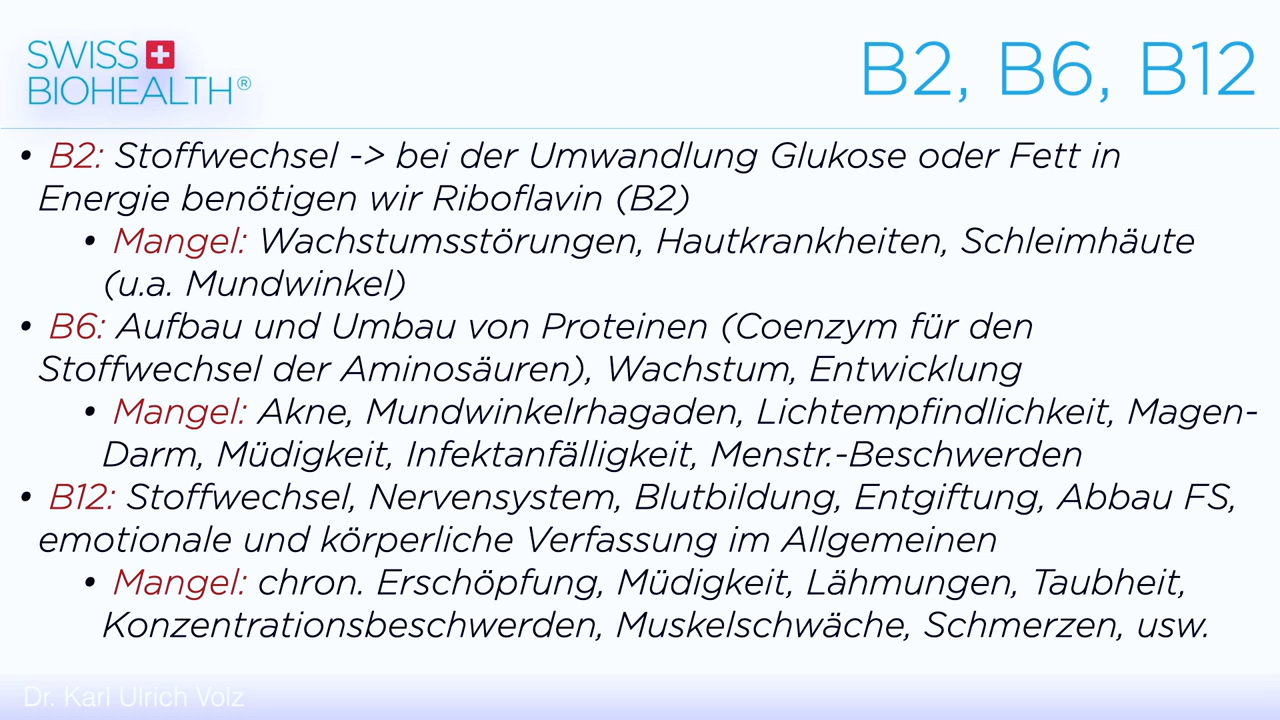 SWISS
BIOHEALTH®
B2, B6, B12
• B2: Stoffwechsel -> bei der Umwandlung Glukose oder Fett in
Energie benötigen wir Riboflavin (B2)
• Mangel: Wachstumsstörungen, Hautkrankheiten, Schleimhäute
(u.a. Mundwinkel)
• B6: Aufbau und Umbau von Proteinen (Coenzym für den
Stoffwechsel der Aminosäuren), Wachstum, Entwicklung
• Mangel: Akne, Mundwinkelrhagaden, Lichtempfindlichkeit, Magen-
Darm, Müdigkeit, Infektanfälligkeit, Menstr.-Beschwerden
• B12: Stoffwechsel, Nervensystem, Blutbildung, Entgiftung, Abbau FS,
emotionale und körperliche Verfassung im Allgemeinen
• Mangel: chron. Erschöpfung, Müdigkeit, Lähmungen, Taubheit,
Konzentrationsbeschwerden, Muskelschwäche, Schmerzen, usw.
Dr. Karl Ulrich Volz